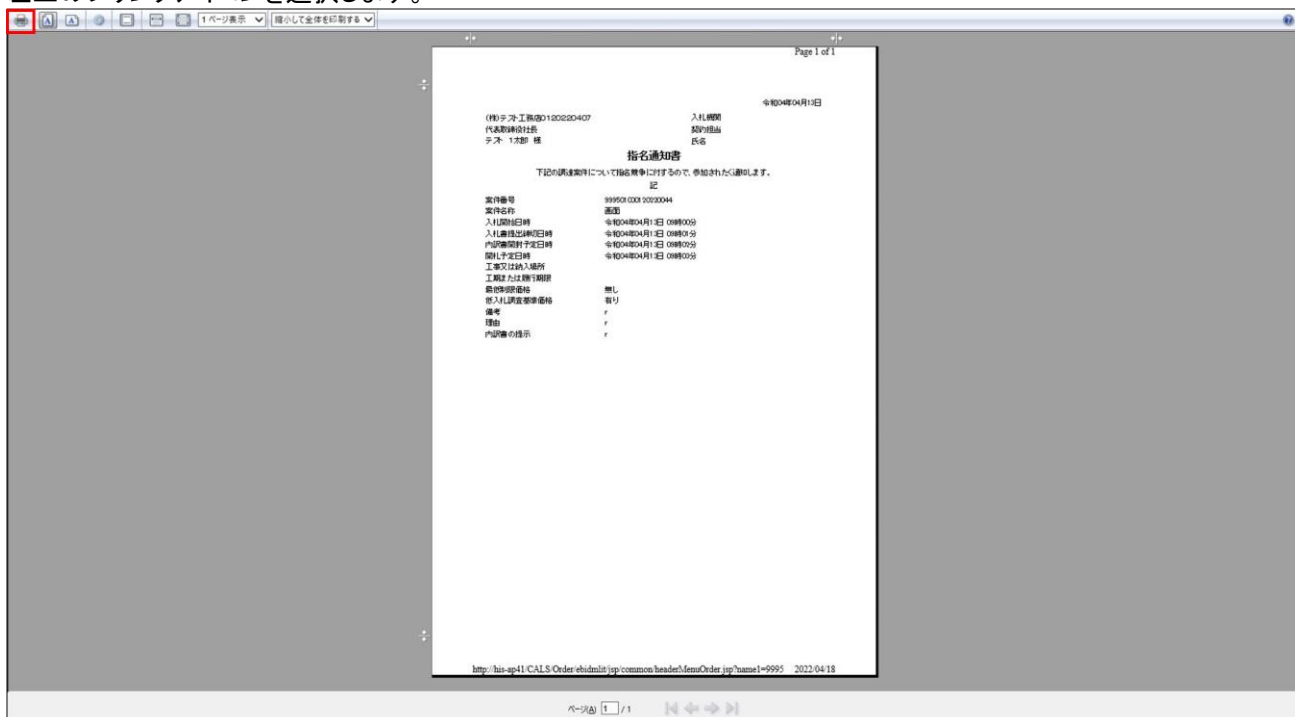 1 ページ表示 縮小して全体を印刷する
Page 1 of 1
令和04年04月13日
(株)テスト工務店0120220407 入札機関
代表取締役社長 契約担当
テスト 1太郎 様 氏名
指名通知書
下記の調達案件について指名競争に付するので、参加されたく通知します。
記
案件番号 999501030120220044
案件名称 画面
入札開始日時 令和04年04月13日 09時00分
入札書提出締切日時 令和04年04月13日 09時01分
内訳書開封予定日時 令和04年04月13日 09時02分
開札予定日時 令和04年04月13日 09時03分
工事又は納入場所
工期または履行期限
最低制限価格 無し
低入札調査基準価格 有り
備考 r
理由 r
内訳書の提示 r
http://his-ap41/CALS/Order/ebidmlit/jsp/common/headerMenuOrder.jsp?name1=9995 2022/04/18
ページ(A) 1 / 1